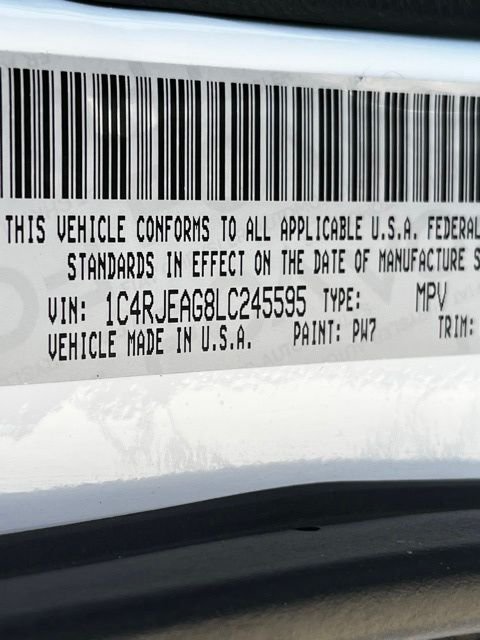 THIS VEHICLE CONFORMS TO ALL APPLICABLE U.S.A. FEDERAL
STANDARDS IN EFFECT ON THE DATE OF MANUFACTURE S
VIN: 1C4RJEAG8LC245595 TYPE: MPV
VEHICLE MADE IN U.S.A. PAINT: PW7 TRIM: